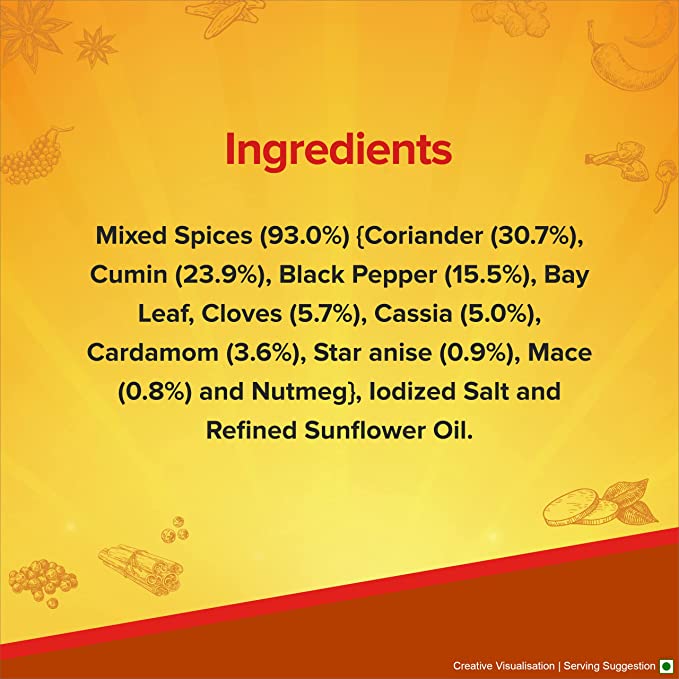 Ingredients
Mixed Spices (93.0%) {Coriander (30.7%),
Cumin (23.9%), Black Pepper (15.5%), Bay
Leaf, Cloves (5.7%), Cassia (5.0%),
Cardamom (3.6%), Star anise (0.9%), Mace
(0.8%) and Nutmeg}, Iodized Salt and
Refined Sunflower Oil.
Creative Visualisation | Serving Suggestion